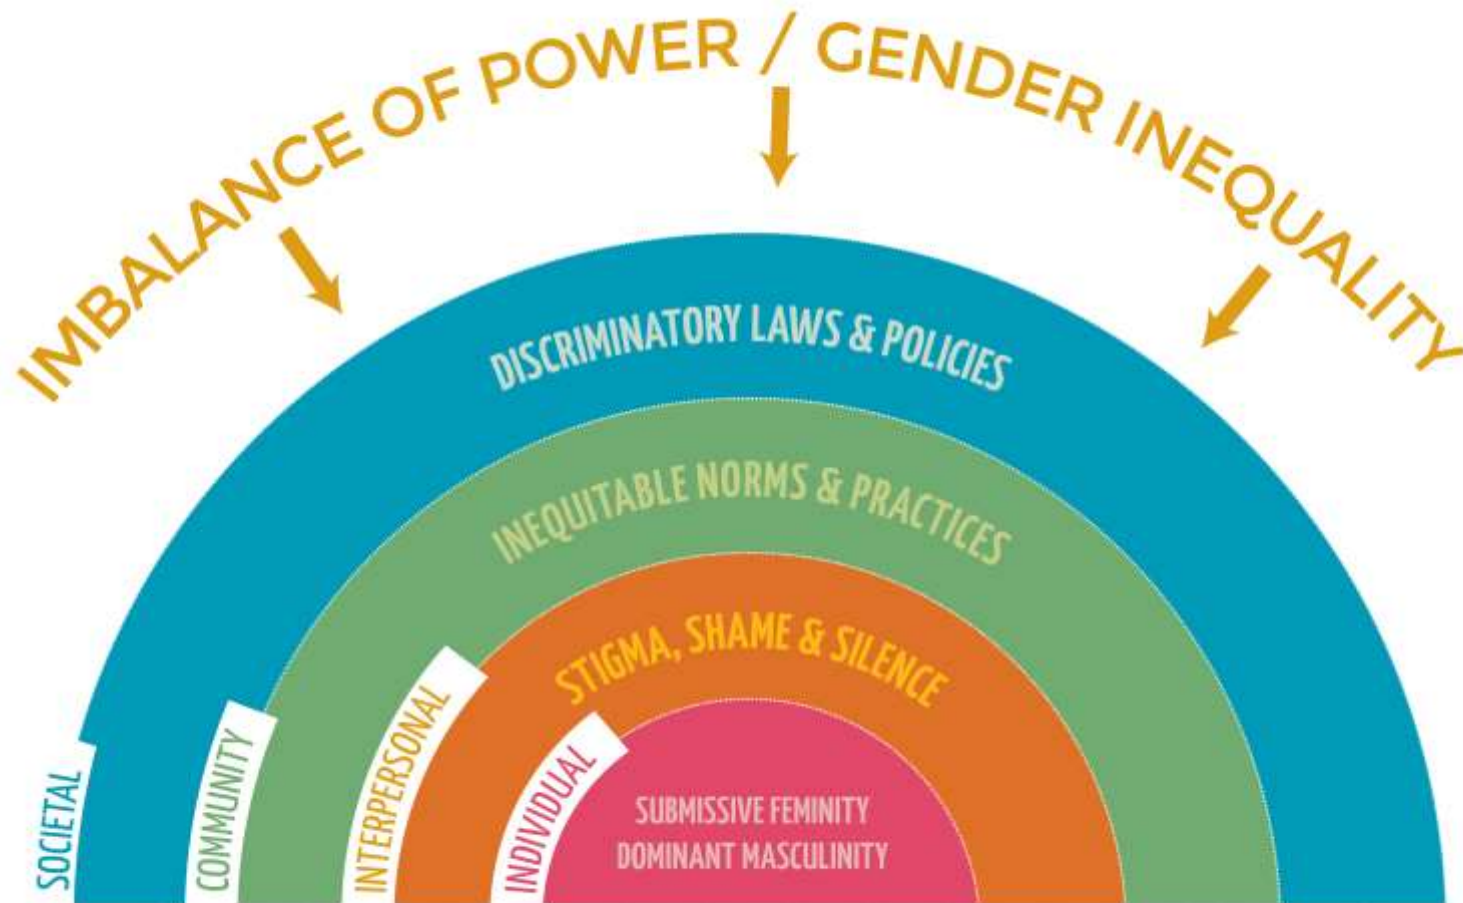 IMBALANCE OF POWER / GENDER INEQUALITY
DISCRIMINATORY LAWS & POLICIES
INEQUITABLE NORMS & PRACTICES
STIGMA, SHAME & SILENCE
SUBMISSIVE FEMINITY
DOMINANT MASCULINITY
SOCIETAL
COMMUNITY
INTERPERSONAL
INDIVIDUAL